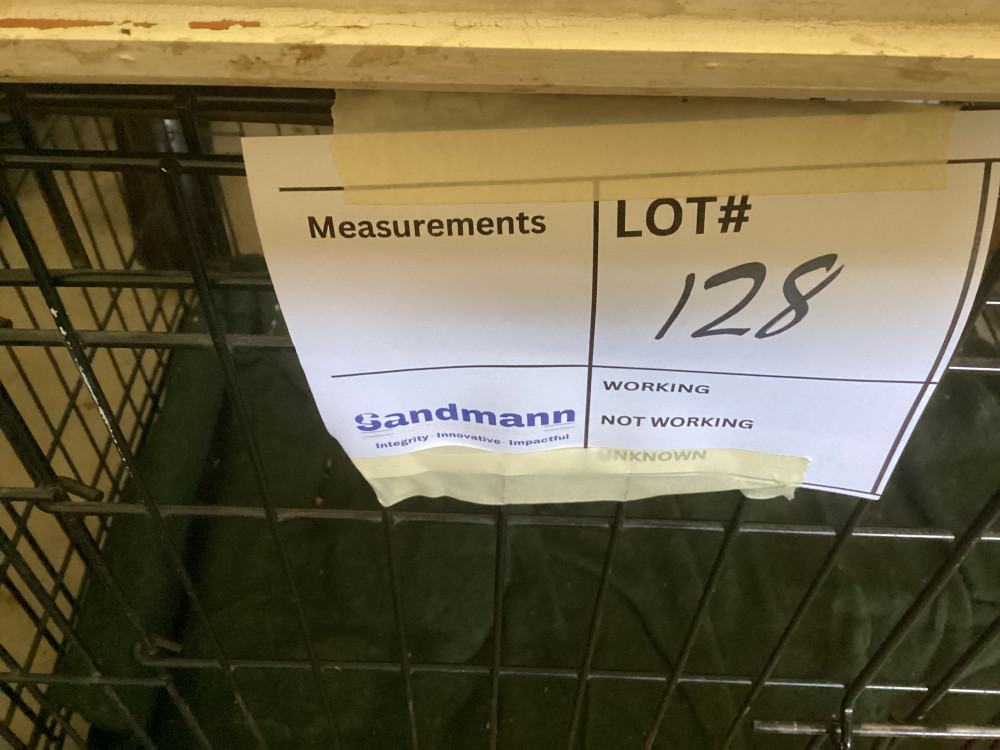 Measurements
LOT#
128
Sandmann
Integrity - Innovative - Impactful
WORKING
NOT WORKING
UNKNOWN